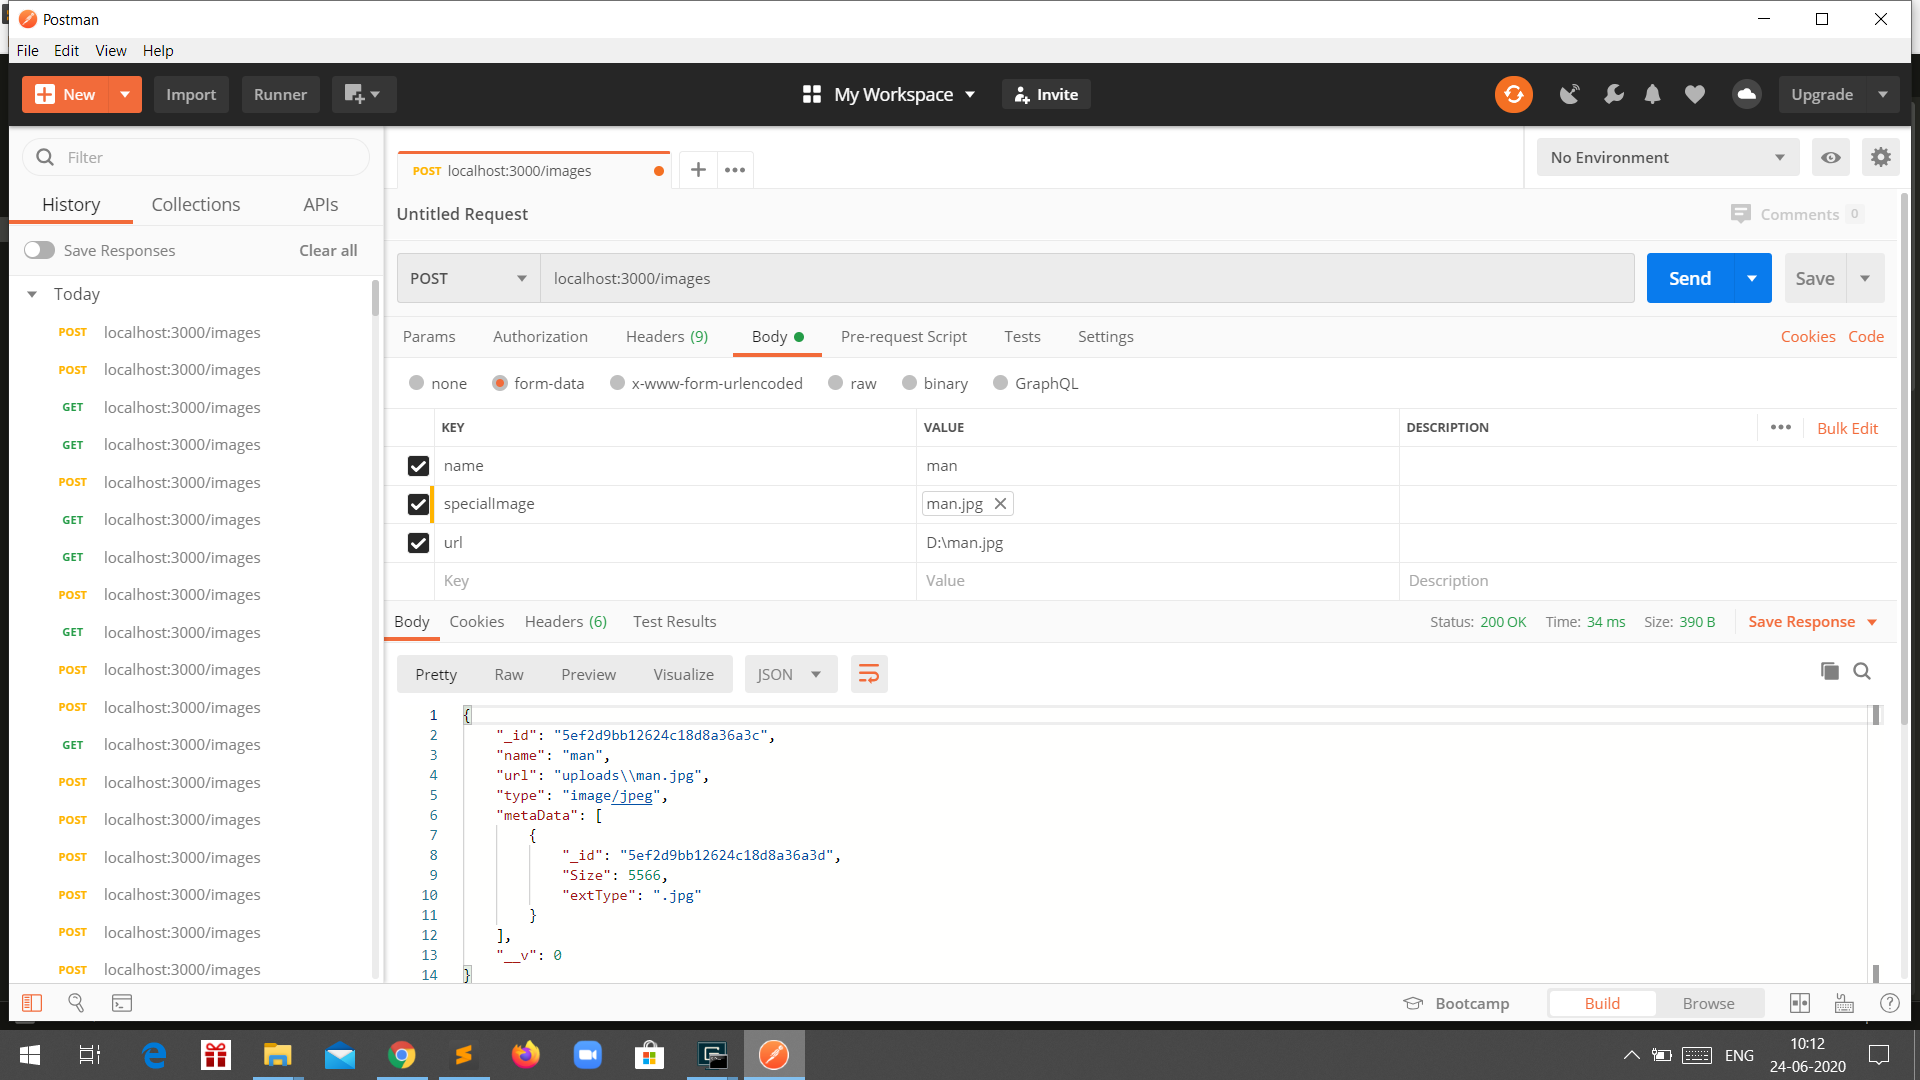 Postman
File Edit View Help
New Import Runner My Workspace Invite Upgrade
Filter
History Collections APIs
Save Responses Clear all
Today
POST localhost:3000/images
POST localhost:3000/images
GET localhost:3000/images
GET localhost:3000/images
POST localhost:3000/images
GET localhost:3000/images
GET localhost:3000/images
POST localhost:3000/images
GET localhost:3000/images
POST localhost:3000/images
POST localhost:3000/images
GET localhost:3000/images
POST localhost:3000/images
POST localhost:3000/images
POST localhost:3000/images
POST localhost:3000/images
POST localhost:3000/images
POST localhost:3000/images
POST localhost:3000/images
No Environment
Untitled Request Comments 0
POST localhost:3000/images Send Save
Params Authorization Headers (9) Body Pre-request Script Tests Settings Cookies Code
none form-data x-www-form-urlencoded raw binary GraphQL
KEY VALUE DESCRIPTION Bulk Edit
name man
specialImage man.jpg
url D:\man.jpg
Key Value Description
Body Cookies Headers (6) Test Results Status: 200 OK Time: 34 ms Size: 390 B Save Response
Pretty Raw Preview Visualize JSON
1 {
2 "_id": "5ef2d9bb12624c18d8a36a3c",
3 "name": "man",
4 "url": "uploads\\man.jpg",
5 "type": "image/jpeg",
6 "metaData": [
7 {
8 "_id": "5ef2d9bb12624c18d8a36a3d",
9 "Size": 5566,
10 "extType": ".jpg"
11 }
12 ],
13 "__v": 0
14 }
Bootcamp Build Browse
ENG
10:12
24-06-2020